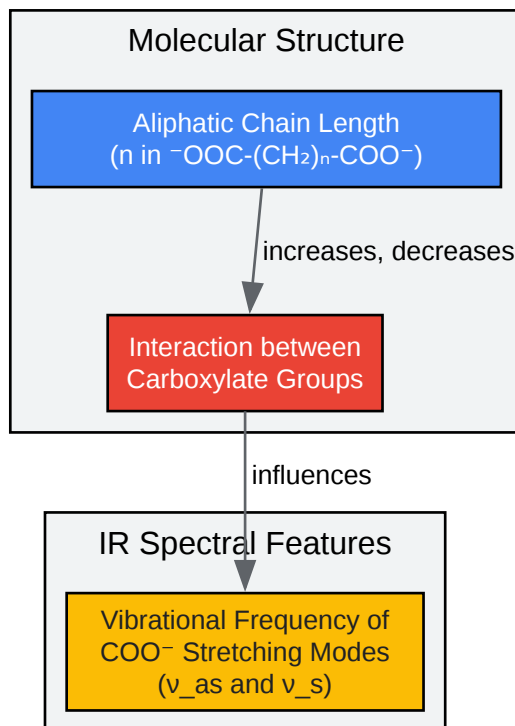 Molecular Structure
Aliphatic Chain Length
(n in ⁻OOC-(CH₂)ₙ-COO⁻)
increases, decreases
Interaction between
Carboxylate Groups
influences
IR Spectral Features
Vibrational Frequency of
COO⁻ Stretching Modes
(ν_as and ν_s)